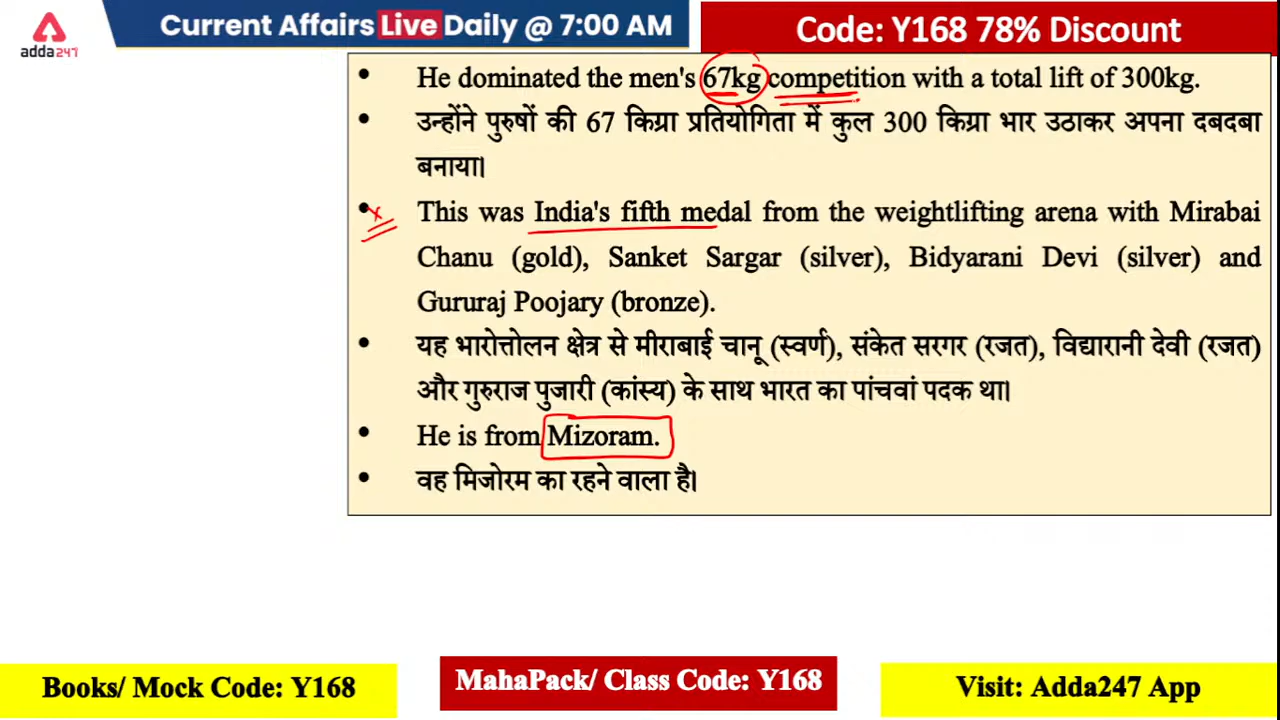 Current Affairs Live Daily @ 7:00 AM
Code: Y168 78% Discount
adda247
• He dominated the men's 67kg competition with a total lift of 300kg.
• उन्होंने पुरुषों की 67 किग्रा प्रतियोगिता में कुल 300 किग्रा भार उठाकर अपना दबदबा
बनाया।
• This was India's fifth medal from the weightlifting arena with Mirabai
Chanu (gold), Sanket Sargar (silver), Bidyarani Devi (silver) and
Gururaj Poojary (bronze).
• यह भारोत्तोलन क्षेत्र से मीराबाई चानू (स्वर्ण), संकेत सरगर (रजत), विद्यारानी देवी (रजत)
और गुरुराज पुजारी (कांस्य) के साथ भारत का पांचवां पदक था।
• He is from Mizoram.
• वह मिजोरम का रहने वाला है।
Books/ Mock Code: Y168
MahaPack/ Class Code: Y168
Visit: Adda247 App